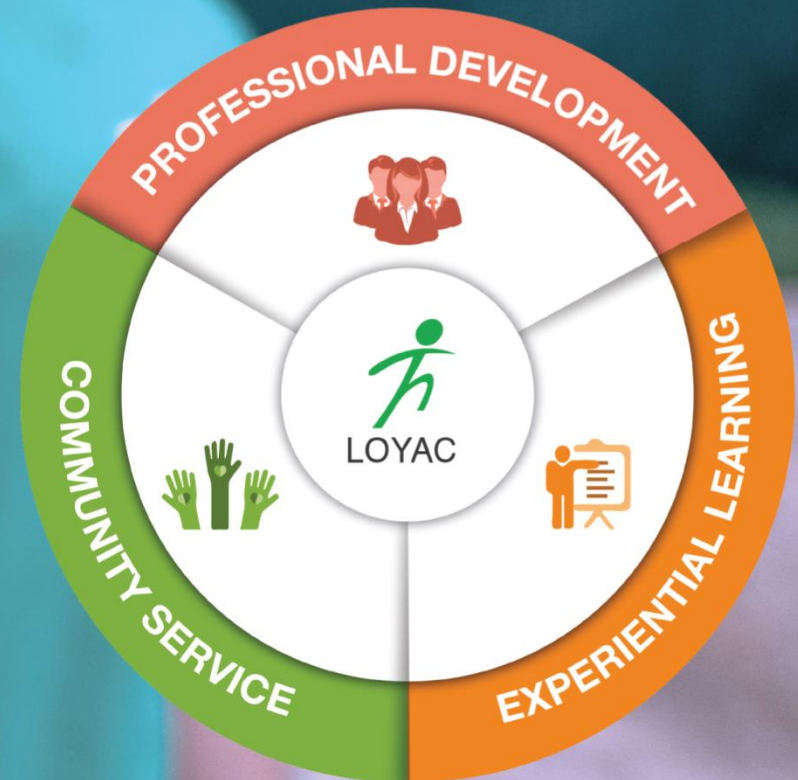 PROFESSIONAL DEVELOPMENT
LOYAC
COMMUNITY SERVICE
EXPERIENTIAL LEARNING